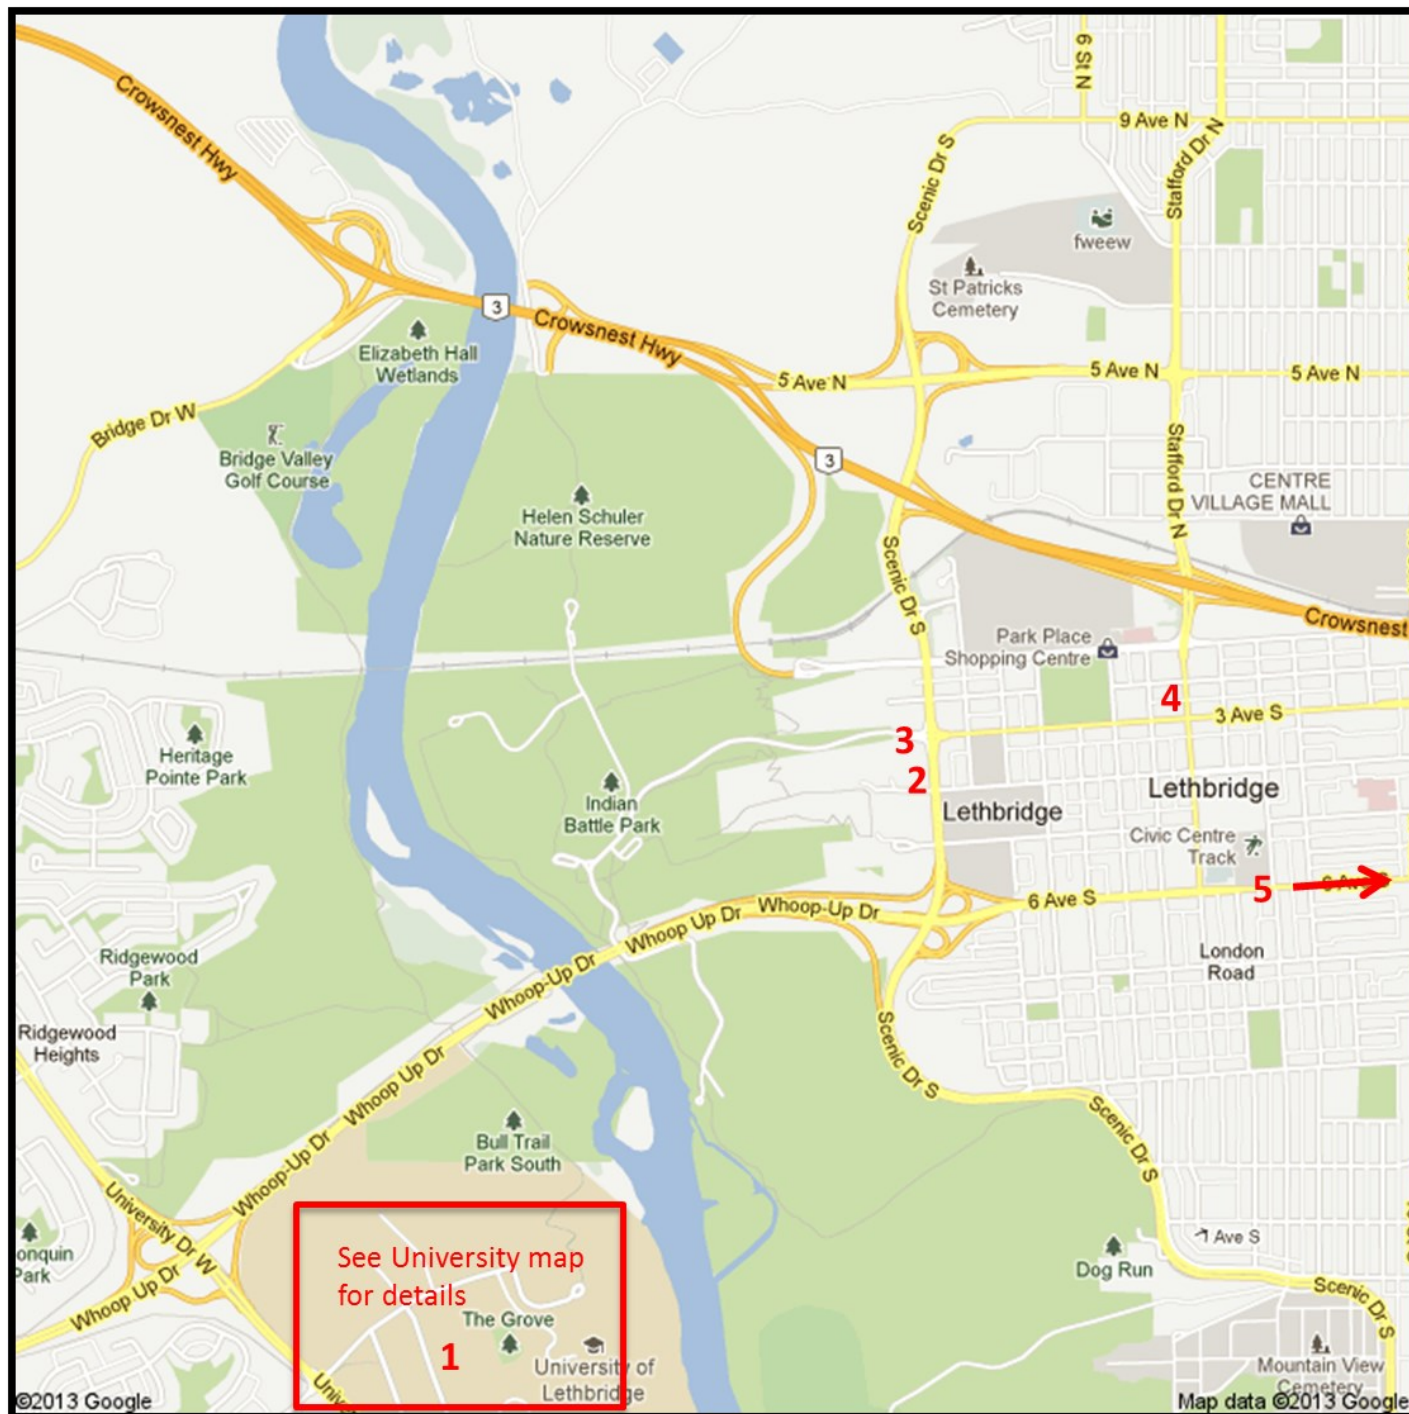 Crowsnest Hwy
6 St N
9 Ave N
Stafford Dr N
Scenic Dr S
fweew
St Patricks
Cemetery
3
Crowsnest Hwy
Elizabeth Hall
Wetlands
5 Ave N
5 Ave N
5 Ave N
Bridge Dr W
Bridge Valley
Golf Course
3
Stafford Dr N
CENTRE
VILLAGE MALL
Helen Schuler
Nature Reserve
Scenic Dr S
Crowsnest
Park Place
Shopping Centre
4
3 Ave S
3
Heritage
Pointe Park
2
Indian
Battle Park
Lethbridge
Lethbridge
Civic Centre
Track
5
6 Ave S
6 Ave S
Whoop Up Dr
Whoop-Up Dr
London
Road
Ridgewood
Park
Whoop-Up Dr
Ridgewood
Heights
Scenic Dr S
Whoop Up Dr
Bull Trail
Park South
Scenic Dr S
Whoop-Up Dr
University Dr W
onquin
Park
Whoop Up Dr
See University map
for details
Ave S
Dog Run
Scenic Dr S
The Grove
1
University of
Lethbridge
Mountain View
Cemetery
Unive
©2013 Google
Map data ©2013 Google